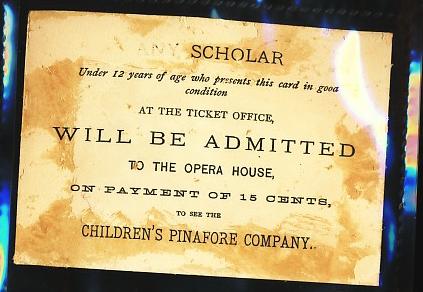 ANY SCHOLAR
Under 12 years of age who presents this card in good
condition
AT THE TICKET OFFICE,
WILL BE ADMITTED
TO THE OPERA HOUSE,
ON PAYMENT OF 15 CENTS,
TO SEE THE
CHILDREN'S PINAFORE COMPANY.